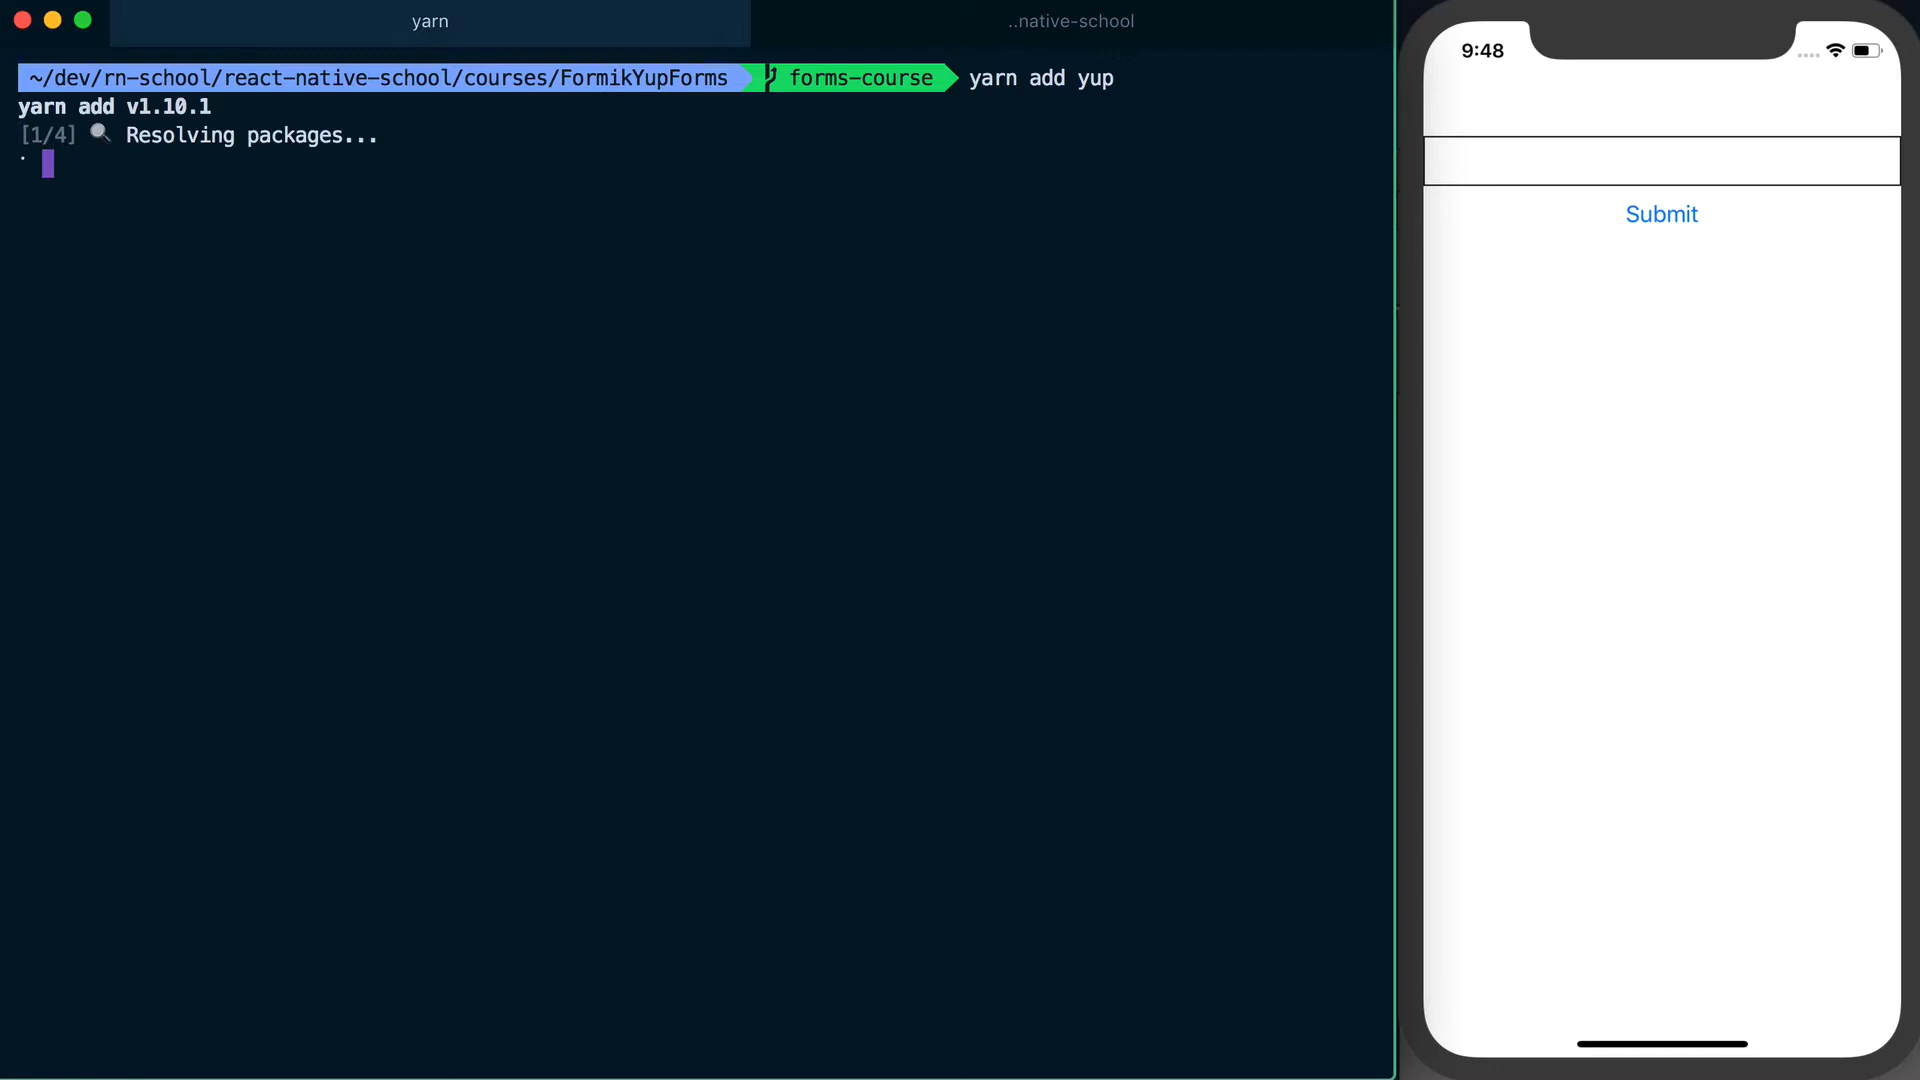 yarn
..native-school
~/dev/rn-school/react-native-school/courses/FormikYupForms forms-course yarn add yup
yarn add v1.10.1
[1/4] 🔍 Resolving packages...
9:48
Submit